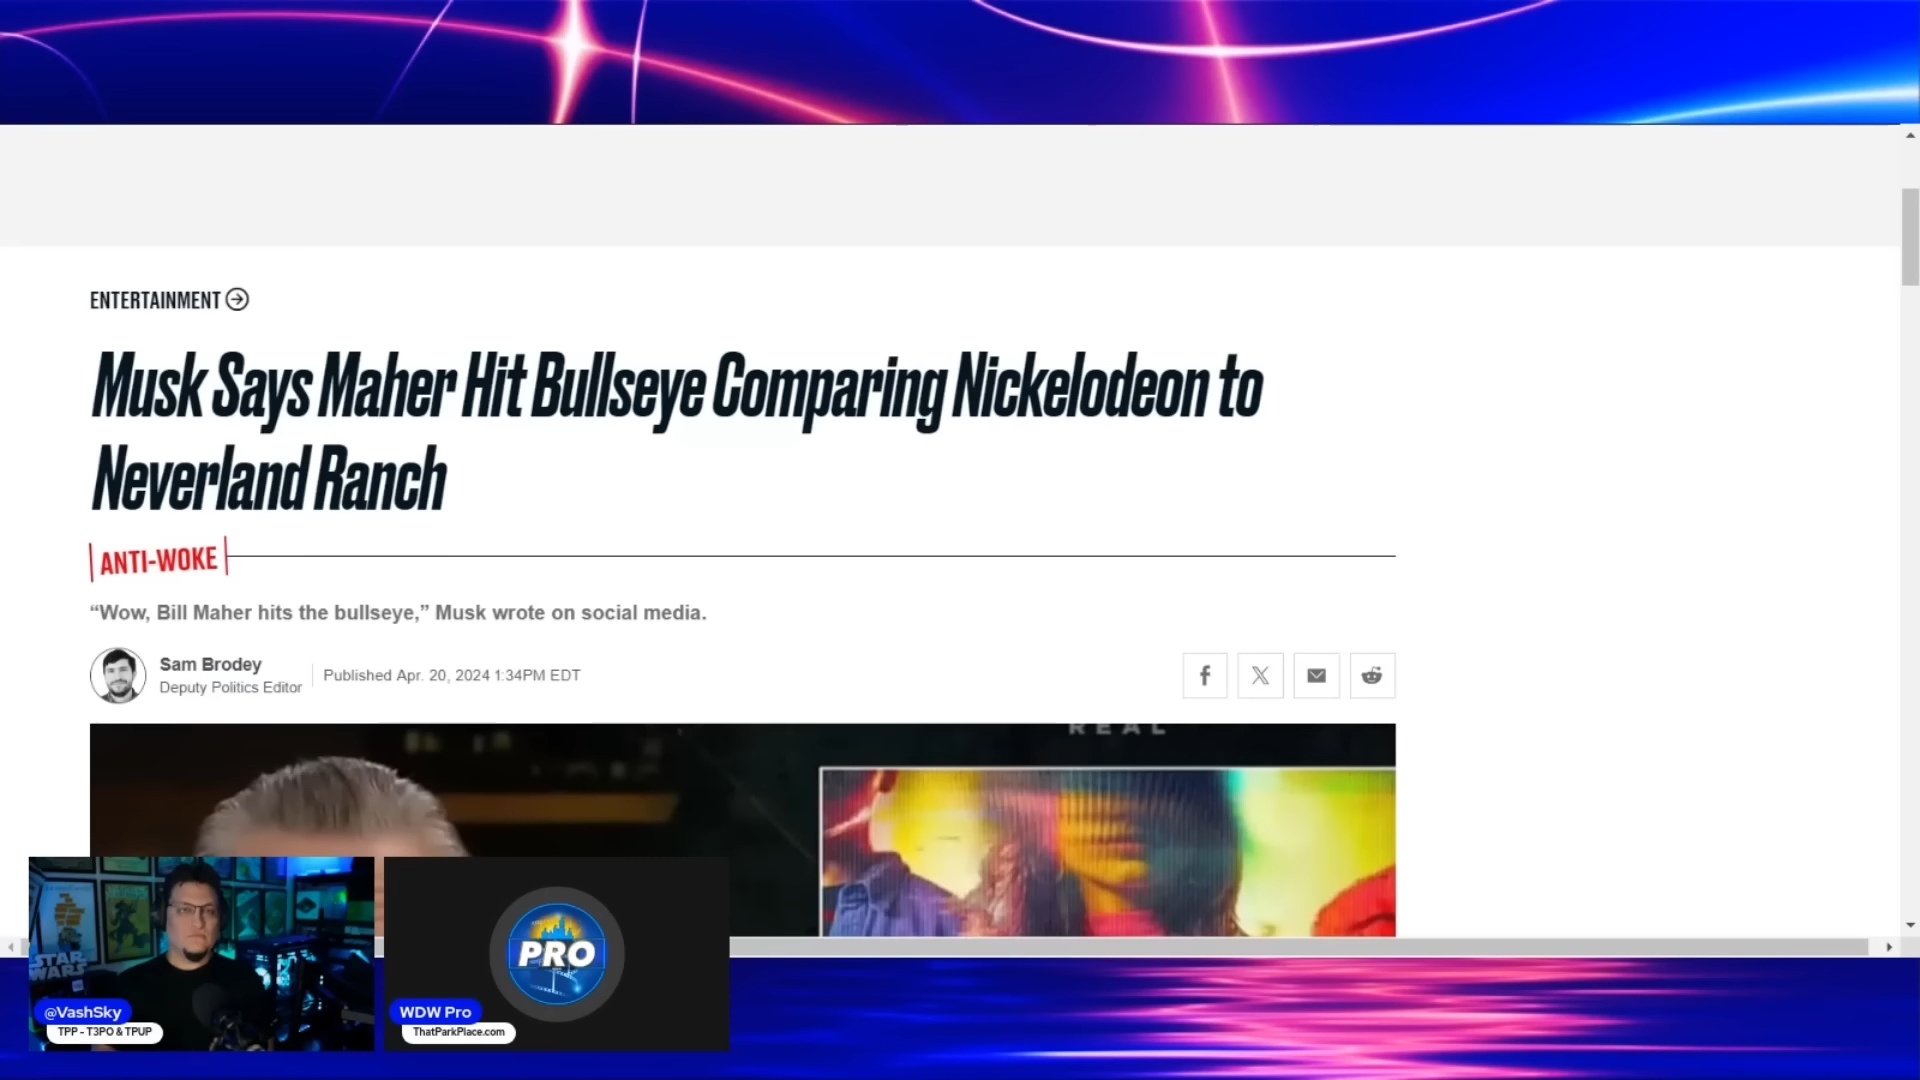 ENTERTAINMENT
Musk Says Maher Hit Bullseye Comparing Nickelodeon to
Neverland Ranch
ANTI-WOKE
“Wow, Bill Maher hits the bullseye,” Musk wrote on social media.
Sam Brodey
Deputy Politics Editor
Published Apr. 20, 2024 1:34PM EDT
REAL
STAR
WARS
PRO
@VashSky
TPP - T3PO & TPUP
WDW Pro
ThatParkPlace.com